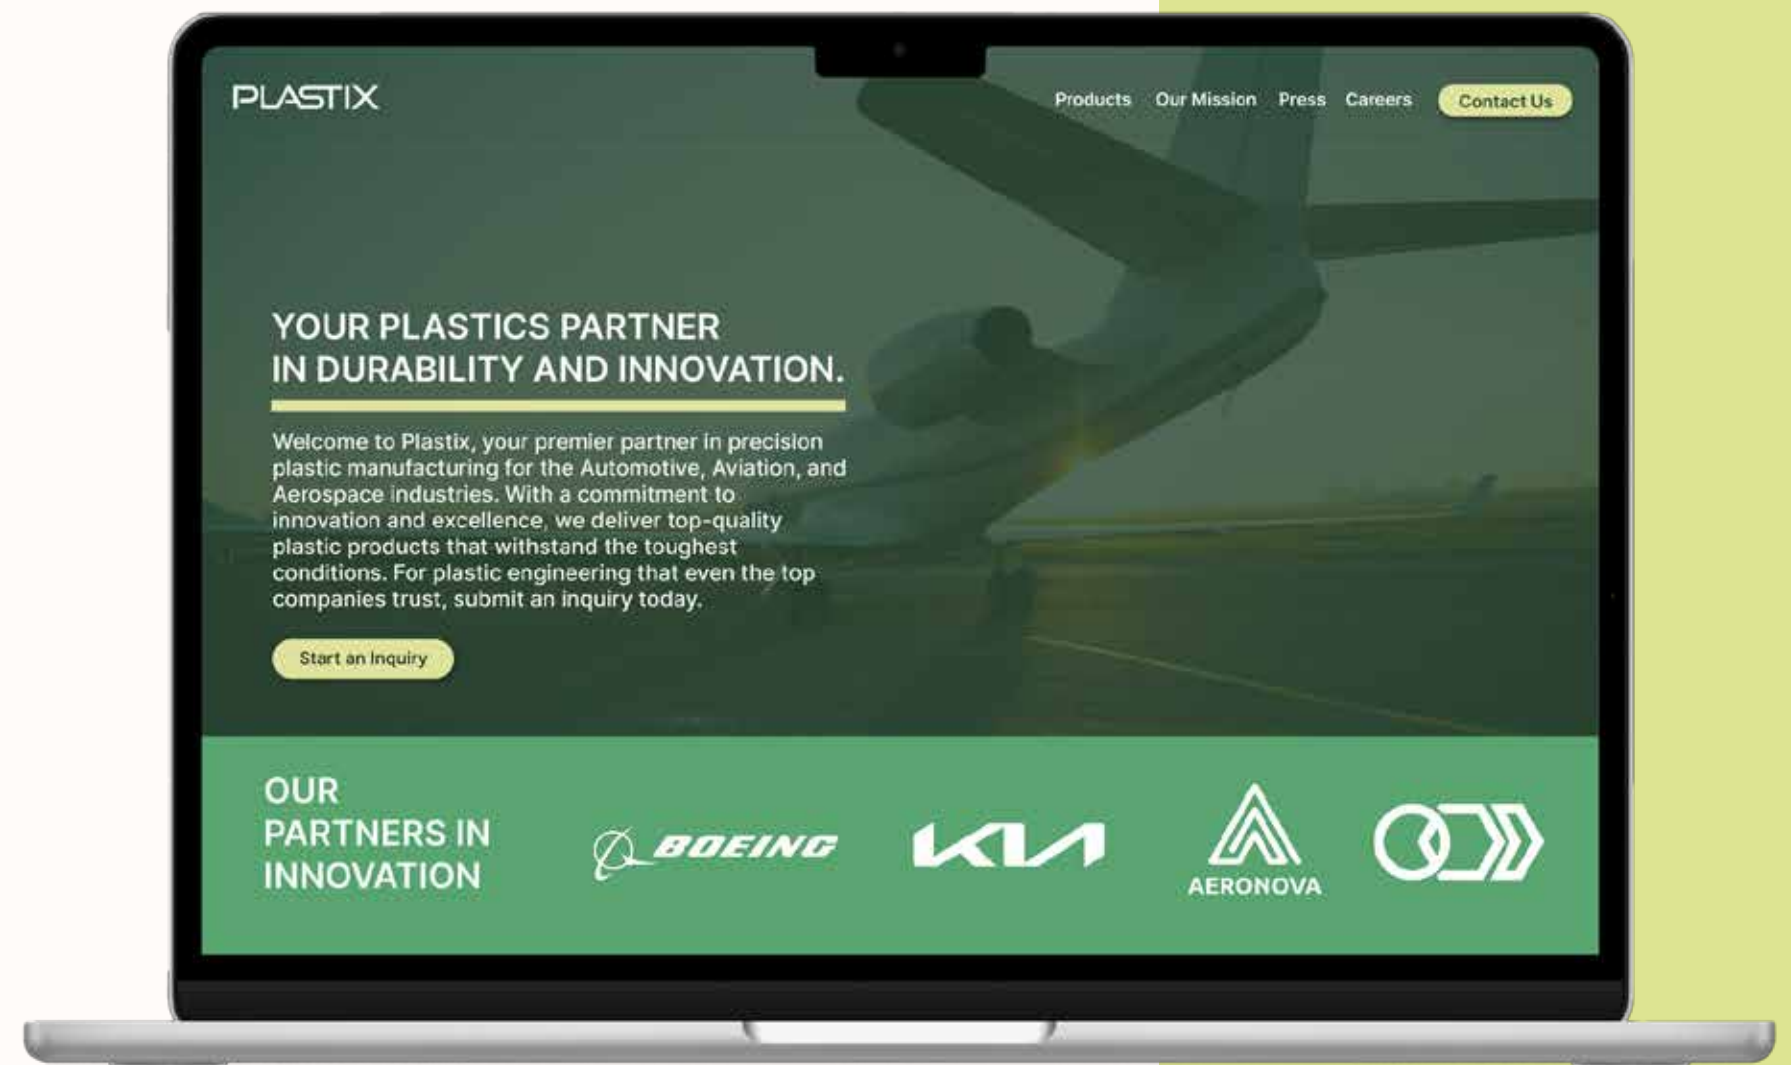 PLASTIX
Products Our Mission Press Careers Contact Us
YOUR PLASTICS PARTNER
IN DURABILITY AND INNOVATION.
Welcome to Plastix, your premier partner in precision
plastic manufacturing for the Automotive, Aviation, and
Aerospace industries. With a commitment to
innovation and excellence, we deliver top-quality
plastic products that withstand the toughest
conditions. For plastic engineering that even the top
companies trust, submit an inquiry today.
Start an Inquiry
OUR
PARTNERS IN
INNOVATION
BOEING
KIA
AERONOVA